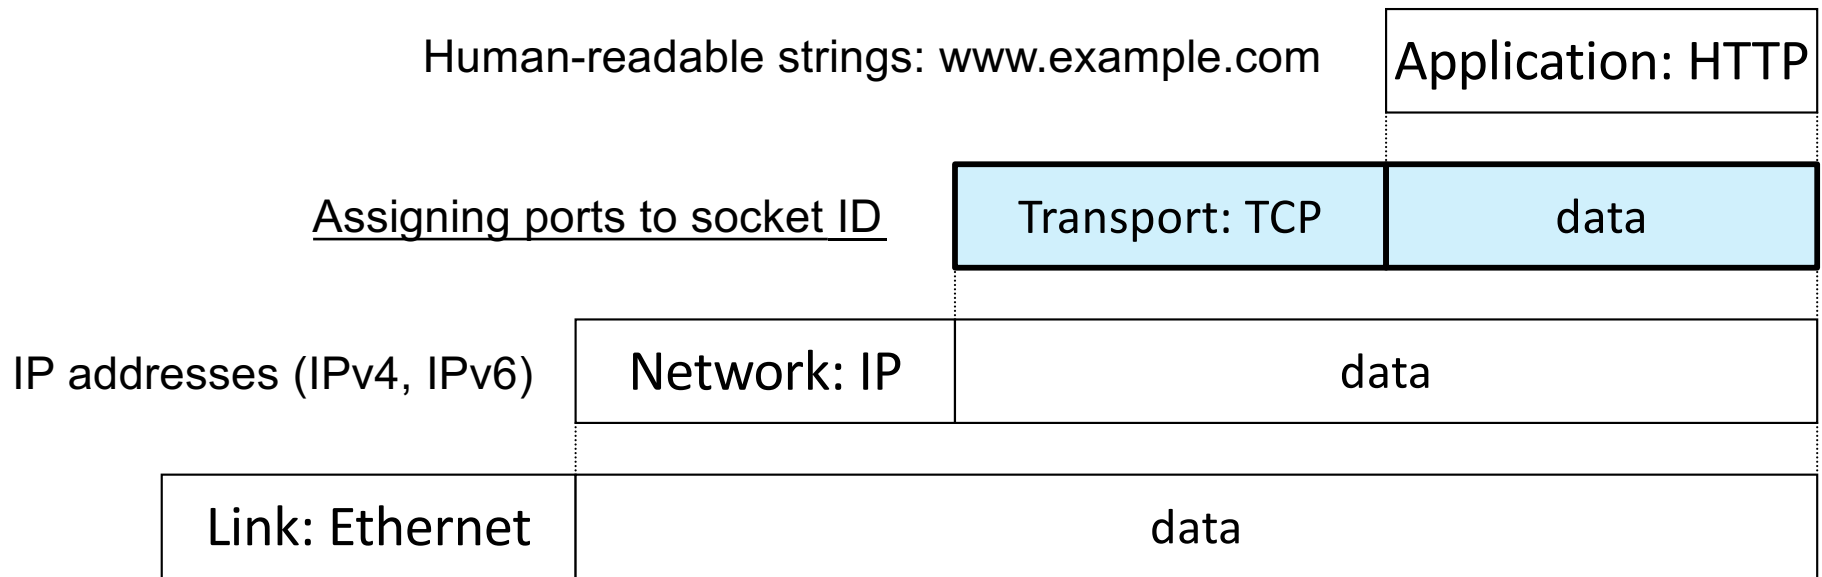 Human-readable strings: www.example.com
Application: HTTP
Assigning ports to socket ID
Transport: TCP
data
IP addresses (IPv4, IPv6)
Network: IP
data
Link: Ethernet
data